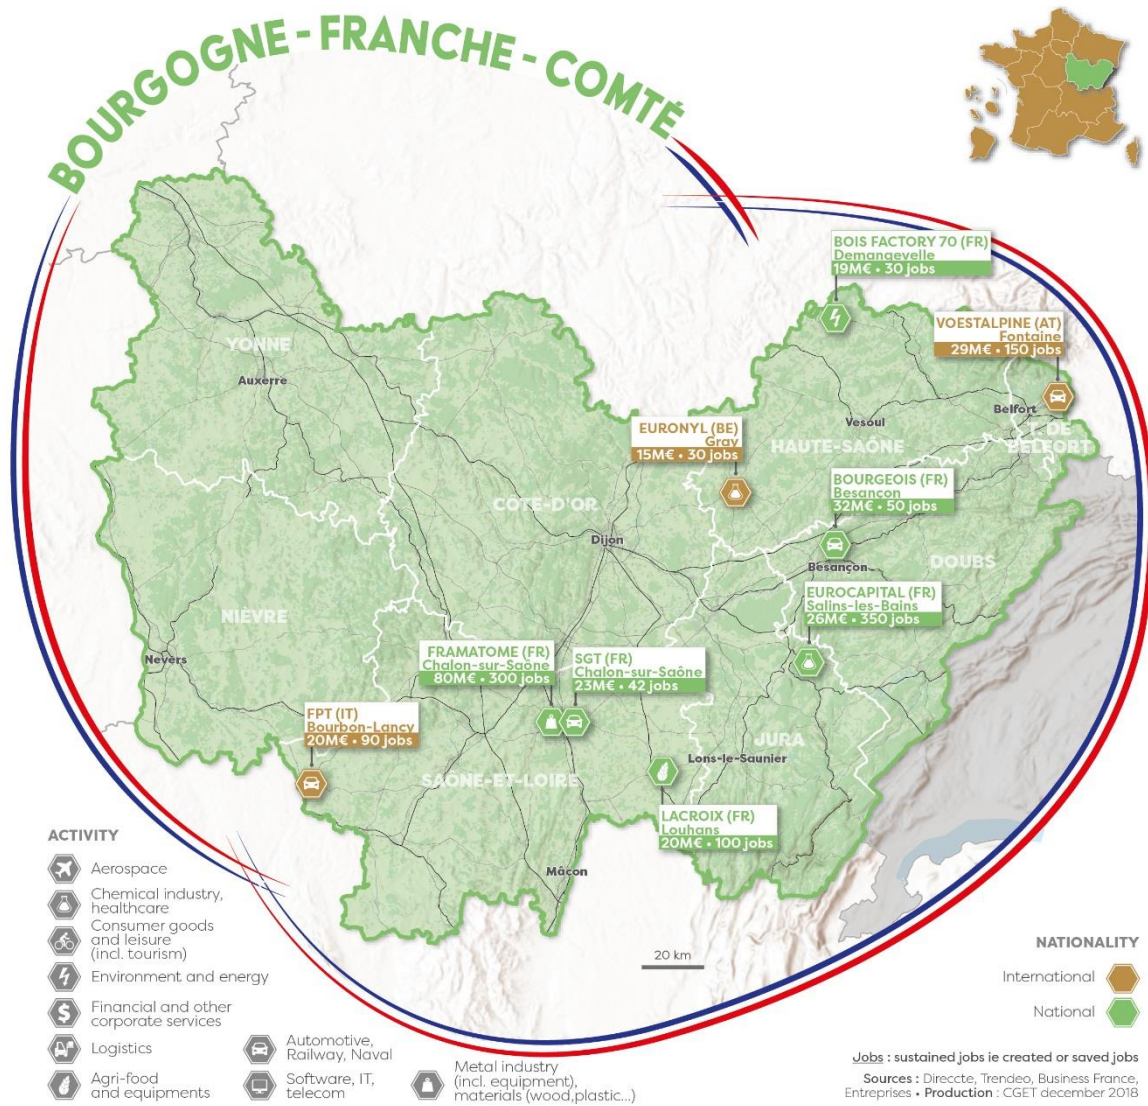 BOURGOGNE - FRANCHE - COMTÉ
BOIS FACTORY 70 (FR)
Demangevelle
19M€ • 30 jobs
VOESTALPINE (AT)
Fontaine
29M€ • 150 jobs
YONNE
Auxerre
Belfort
T. DE
BELFORT
Vesoul
HAUTE-SAÔNE
EURONYL (BE)
Gray
15M€ • 30 jobs
BOURGEOIS (FR)
Besançon
32M€ • 50 jobs
CÔTE-D'OR
Dijon
Besançon
DOUBS
EUROCAPITAL (FR)
Salins-les-Bains
26M€ • 350 jobs
NIÈVRE
Nevers
FRAMATOME (FR)
Chalon-sur-Saône
80M€ • 300 jobs
SGT (FR)
Chalon-sur-Saône
23M€ • 42 jobs
FPT (IT)
Bourbon-Lancy
20M€ • 90 jobs
JURA
Lons-le-Saunier
SAÔNE-ET-LOIRE
LACROIX (FR)
Louhans
20M€ • 100 jobs
Mâcon
20 km
ACTIVITY
Aerospace
Chemical industry,
healthcare
Consumer goods
and leisure
(incl. tourism)
Environment and energy
$
Financial and other
corporate services
Logistics
Agri-food
and equipments
Automotive,
Railway, Naval
Software, IT,
telecom
Metal industry
(incl. equipment),
materials (wood,plastic...)
NATIONALITY
International
National
Jobs : sustained jobs ie created or saved jobs
Sources : Direccte, Trendeo, Business France,
Entreprises • Production : CGET december 2018